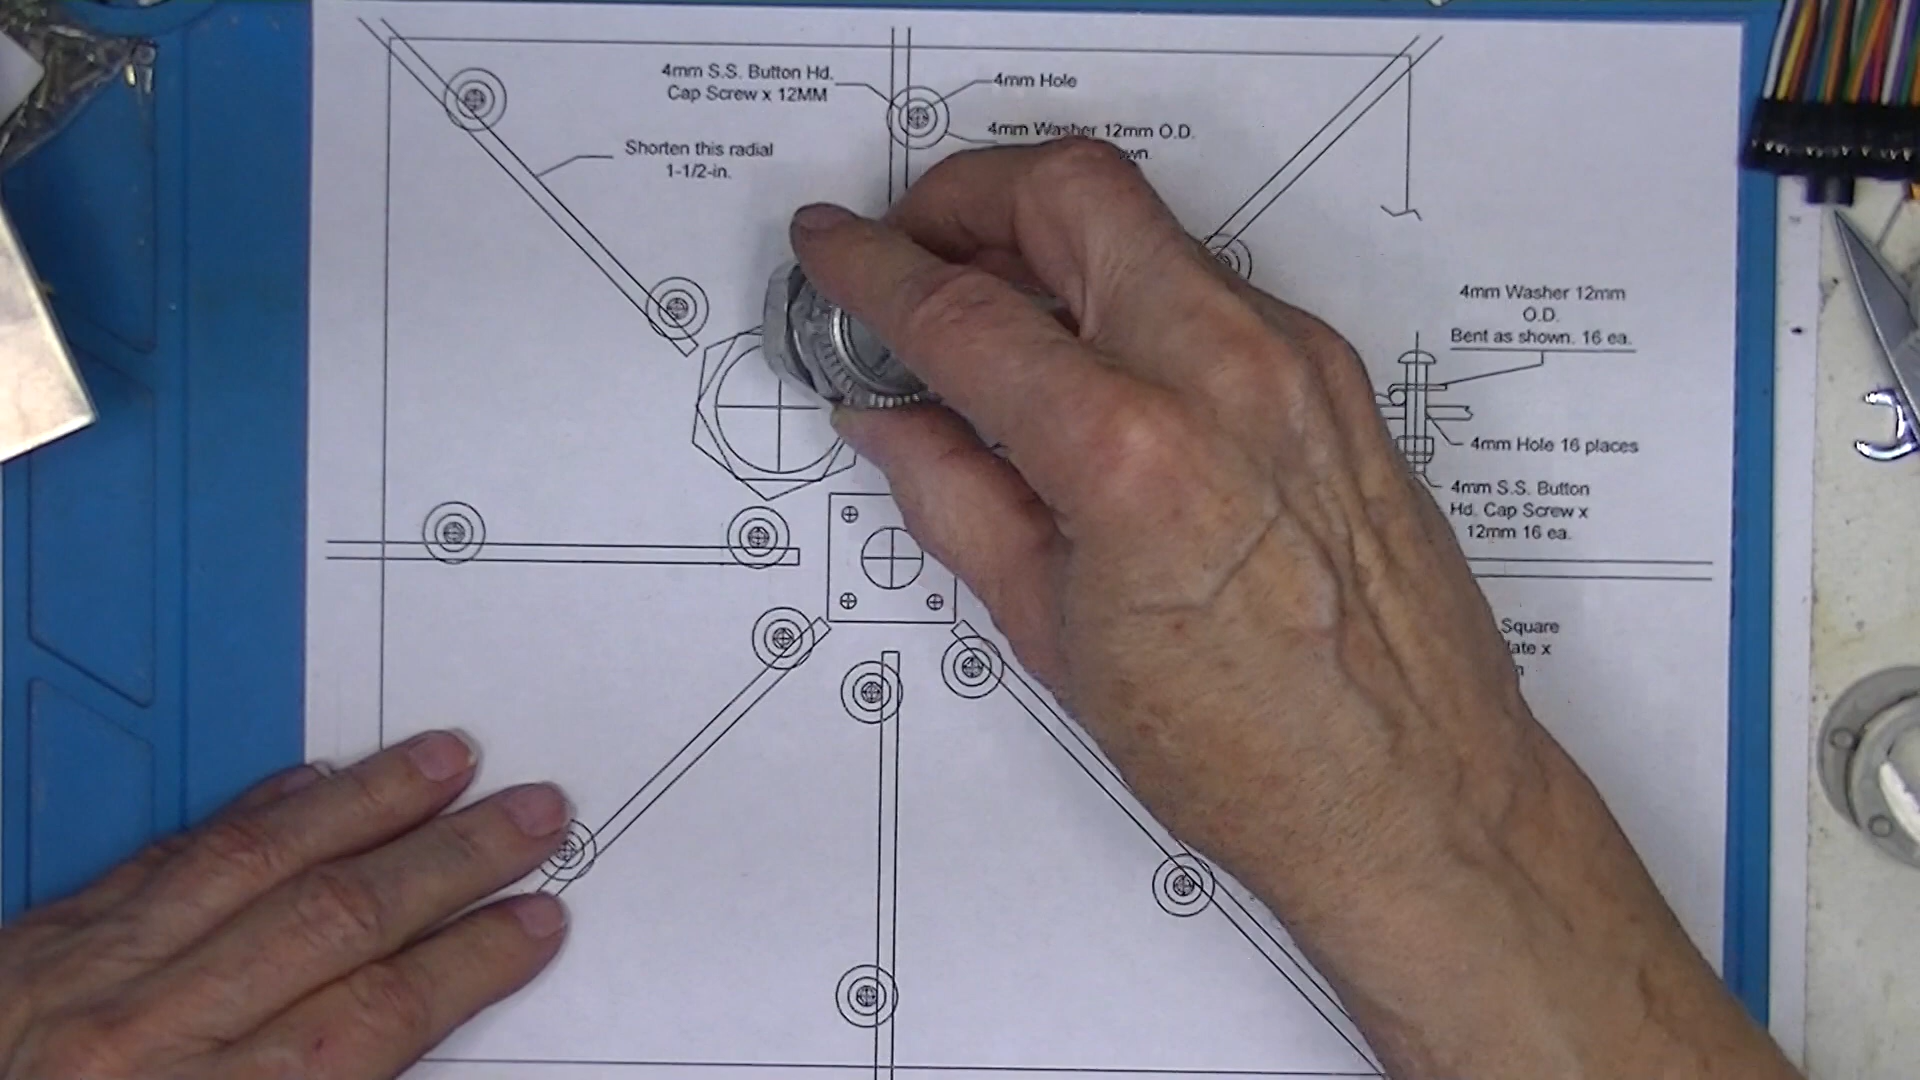 4mm S.S. Button Hd.
Cap Screw x 12MM
4mm Hole
4mm Washer 12mm O.D.
Shorten this radial
1-1/2-in.
4mm Washer 12mm
O.D.
Bent as shown. 16 ea.
4mm Hole 16 places
4mm S.S. Button
Hd. Cap Screw x
12mm 16 ea.
Square
x